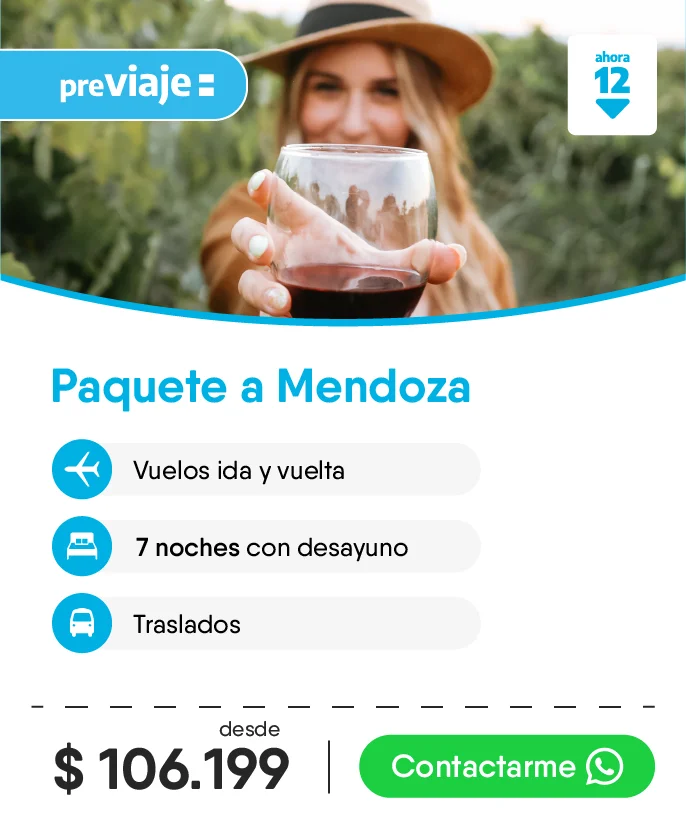 previaje
ahora
12
Paquete a Mendoza
Vuelos ida y vuelta
7 noches con desayuno
Traslados
desde
$ 106.199
Contactarme